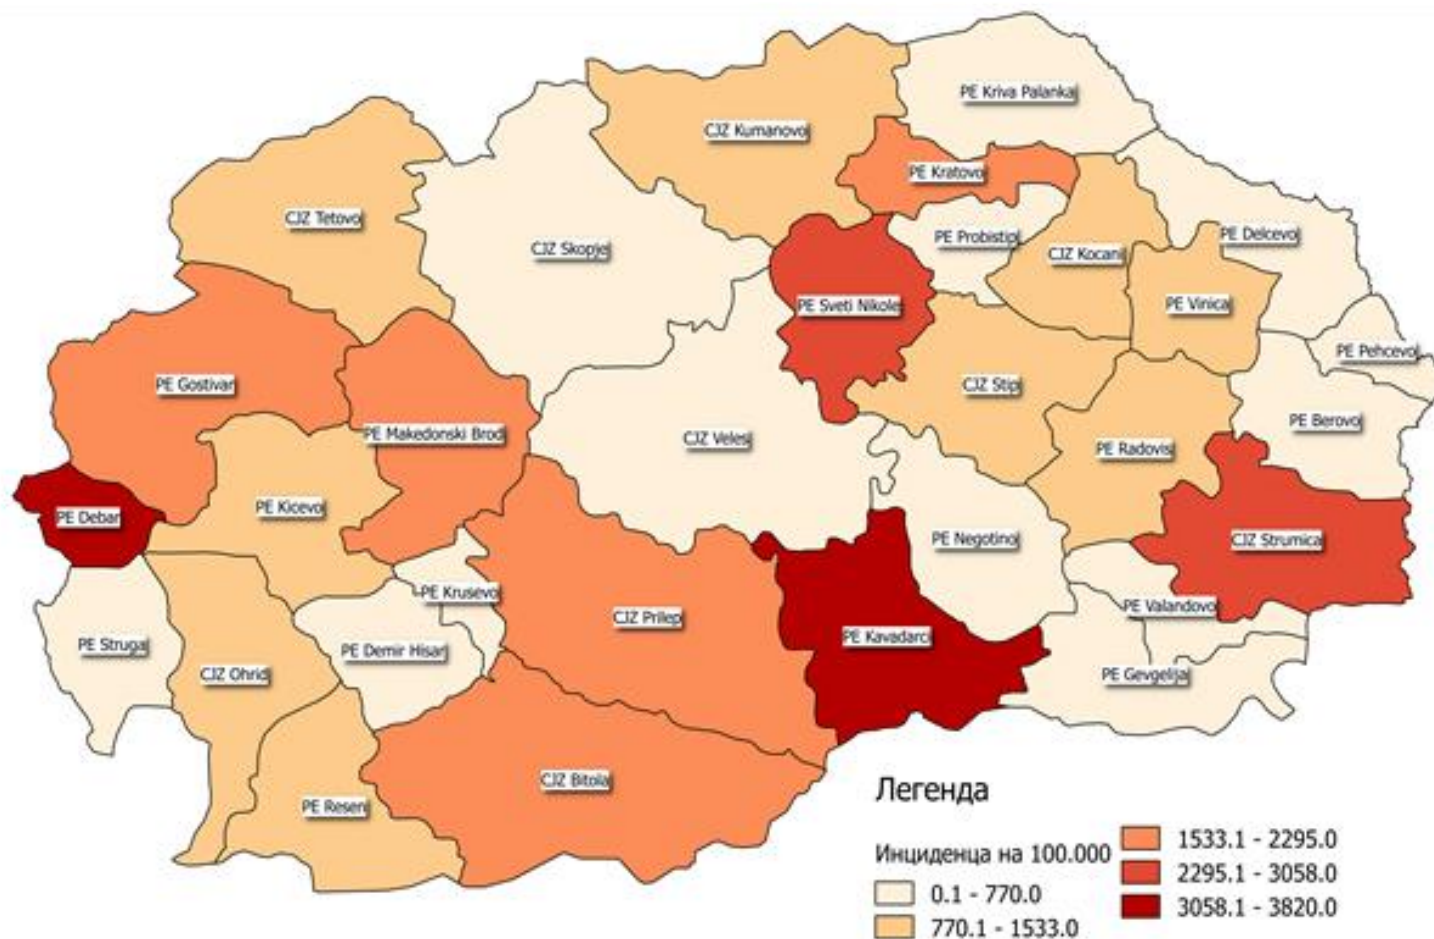 PE Kriva Palanka
CJZ Kumanovo
PE Kratovo
CJZ Tetovo
CJZ Skopje
PE Probistip
PE Delcevo
CJZ Kocani
PE Sveti Nikole
PE Vinica
PE Pehcevo
PE Gostivar
CJZ Stip
PE Berovo
PE Makedonski Brod
CJZ Veles
PE Radovis
PE Debar
PE Kicevo
PE Negotino
CJZ Strumica
PE Krusevo
PE Valandovo
CJZ Prilep
PE Kavadarci
PE Struga
PE Demir Hisar
CJZ Ohrid
PE Gevgelija
CJZ Bitola
PE Resen
Легенда
Инциденца на 100.000
0.1 - 770.0
770.1 - 1533.0
1533.1 - 2295.0
2295.1 - 3058.0
3058.1 - 3820.0